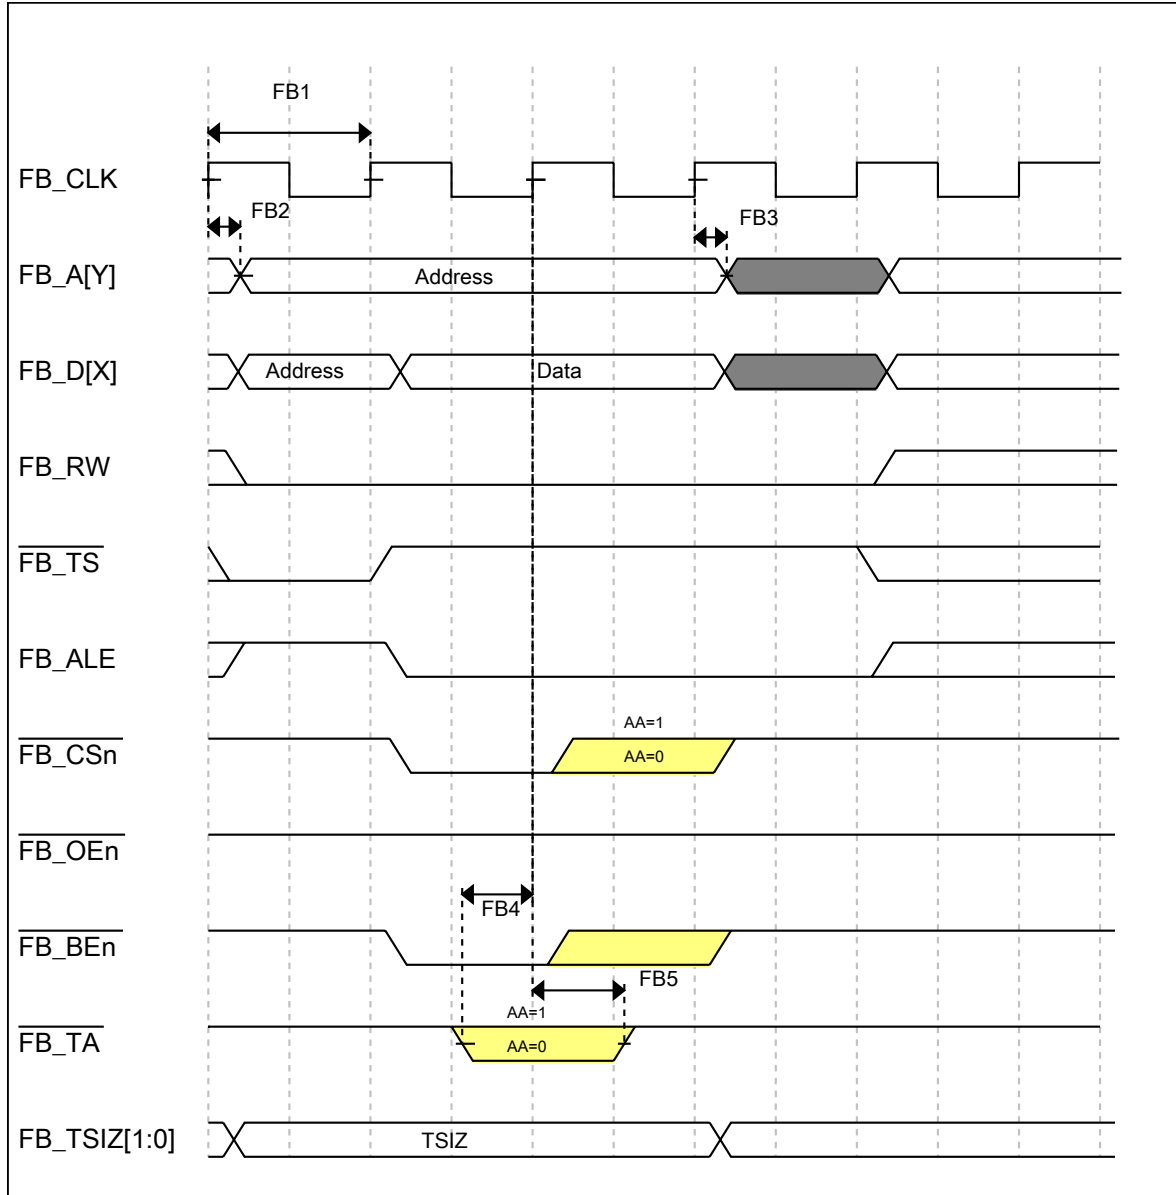 FB1
FB_CLK
FB2
FB3
FB_A[Y]
Address
FB_D[X]
Address
Data
FB_RW
FB_TS
FB_ALE
AA=1
FB_CSn
AA=0
FB_OEn
FB4
FB_BEn
FB5
AA=1
FB_TA
AA=0
FB_TSIZ[1:0]
TSIZ